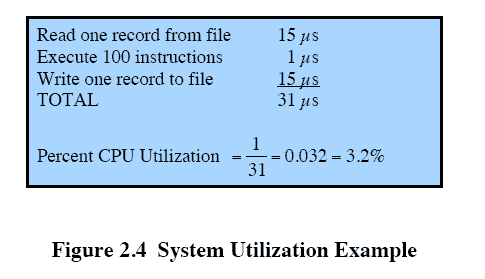 Read one record from file 15 μs
Execute 100 instructions 1 μs
Write one record to file 15 μs
TOTAL 31 μs
Percent CPU Utilization = 1/31 = 0.032 = 3.2%
Figure 2.4 System Utilization Example